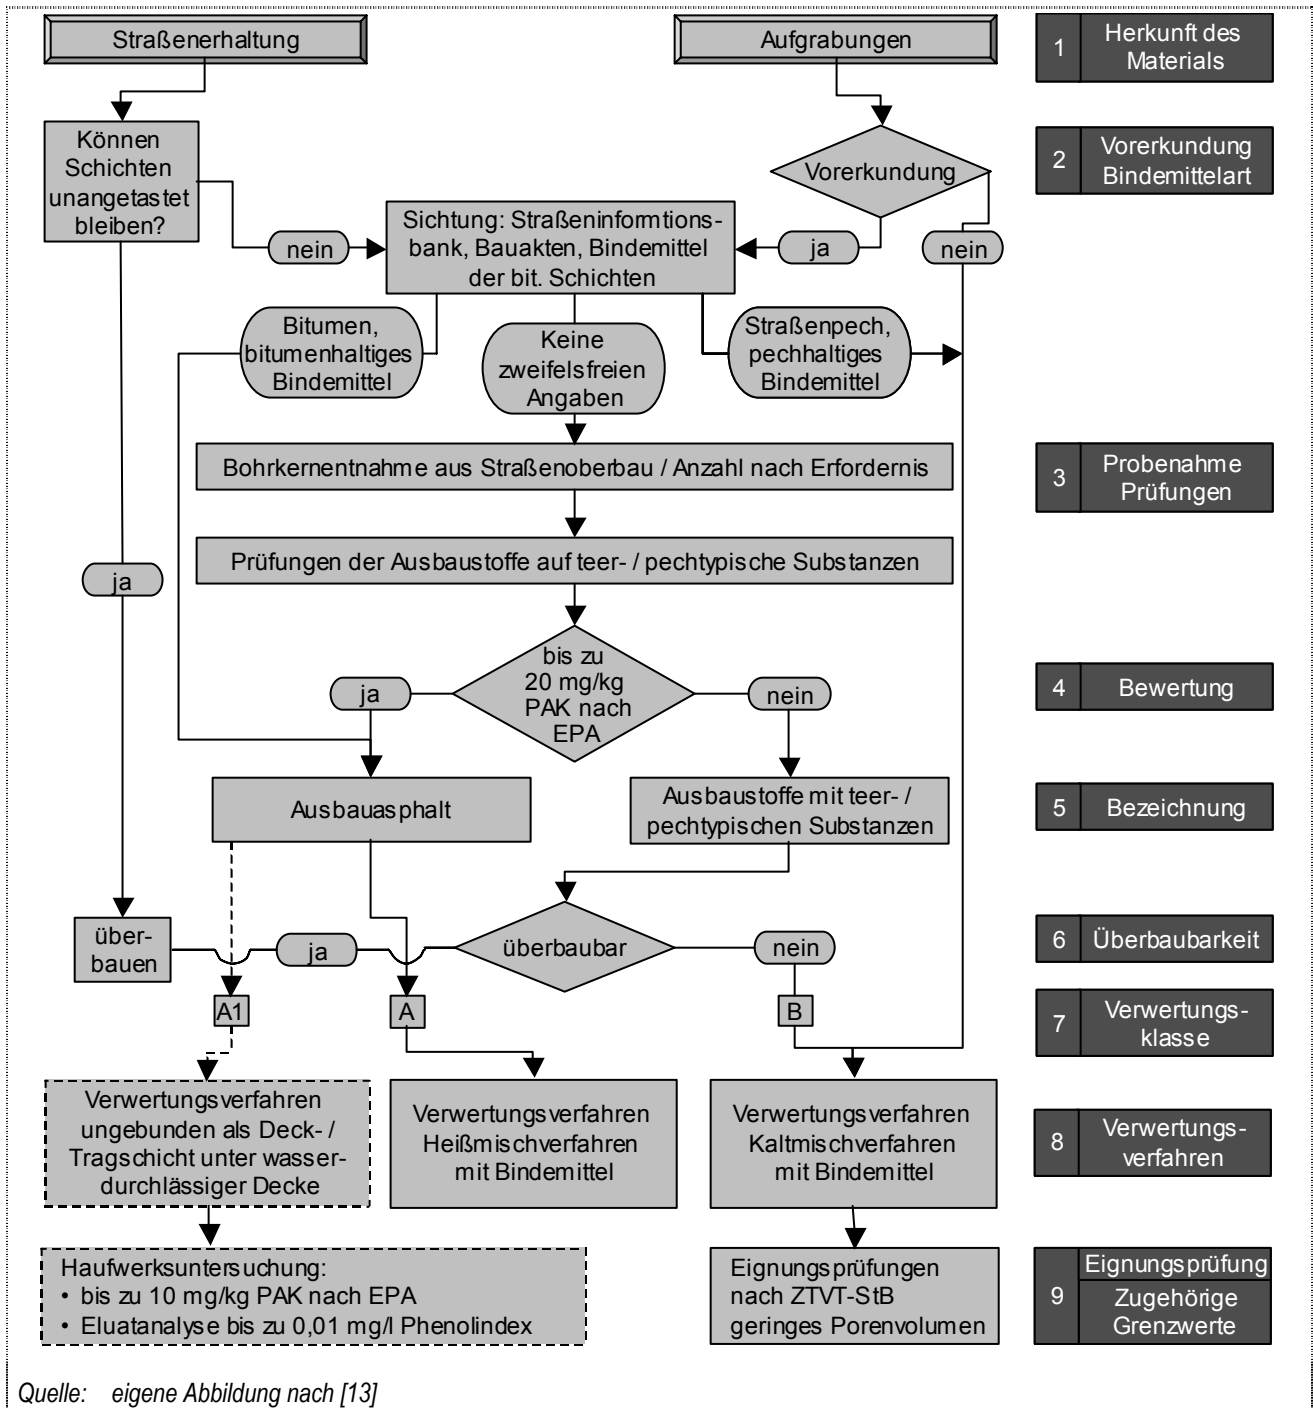 Straßenerhaltung
Aufgrabungen
1
Herkunft des
Materials
Können
Schichten
unangetastet
bleiben?
Vorerkundung
2
Vorerkundung
Bindemittelart
nein
Sichtung: Straßeninformtions-
bank, Bauakten, Bindemittel
der bit. Schichten
ja
nein
Bitumen,
bitumenhaltiges
Bindemittel
Keine
zweifelsfreien
Angaben
Straßenpech,
pechhaltiges
Bindemittel
Bohrkernentnahme aus Straßenoberbau / Anzahl nach Erfordernis
3
Probenahme
Prüfungen
Prüfungen der Ausbaustoffe auf teer- / pechtypische Substanzen
ja
ja
bis zu
20 mg/kg
PAK nach
EPA
nein
4
Bewertung
Ausbauasphalt
Ausbaustoffe mit teer- /
pechtypischen Substanzen
5
Bezeichnung
über-
bauen
ja
überbaubar
nein
6
Überbaubarkeit
A1
A
B
7
Verwertungs-
klasse
Verwertungsverfahren
ungebunden als Deck- /
Tragschicht unter wasser-
durchlässiger Decke
Verwertungsverfahren
Heißmischverfahren
mit Bindemittel
Verwertungsverfahren
Kaltmischverfahren
mit Bindemittel
8
Verwertungs-
verfahren
Haufwerksuntersuchung:
• bis zu 10 mg/kg PAK nach EPA
• Eluatanalyse bis zu 0,01 mg/l Phenolindex
Eignungsprüfungen
nach ZTVT-StB
geringes Porenvolumen
9
Eignungsprüfung
Zugehörige
Grenzwerte
Quelle: eigene Abbildung nach [13]